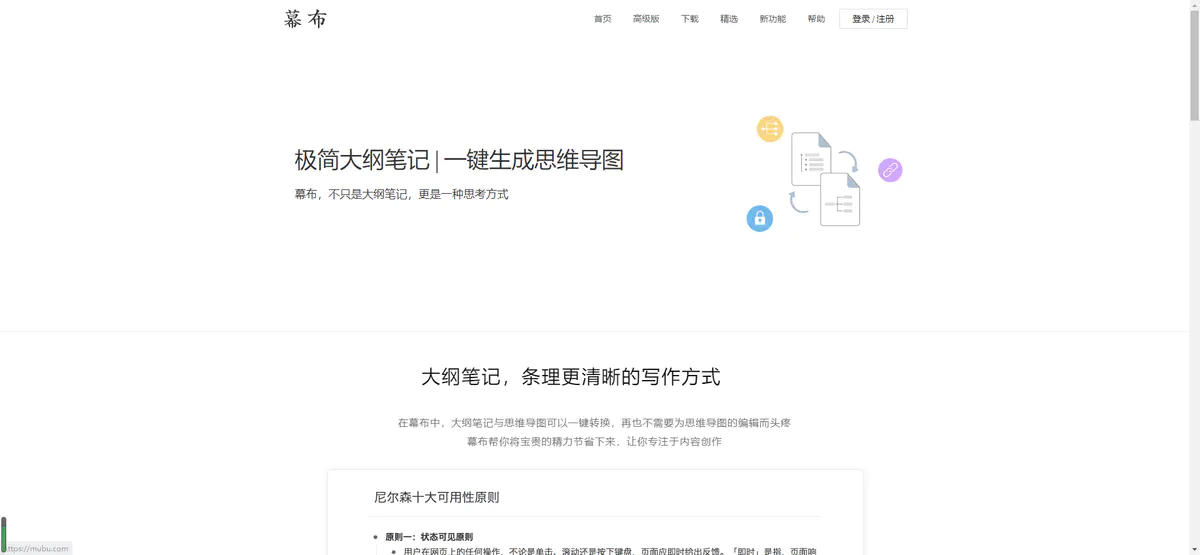 幕布
首页 高级版 下载 精选 新功能 帮助 登录 / 注册
极简大纲笔记 | 一键生成思维导图
幕布，不只是大纲笔记，更是一种思考方式
大纲笔记，条理更清晰的写作方式
在幕布中，大纲笔记与思维导图可以一键转换，再也不需要为思维导图的编辑而头疼
幕布帮你将宝贵的精力节省下来，让你专注于内容创作
尼尔森十大可用性原则
原则一：状态可见原则
用户在网页上的任何操作，不论是单击、滚动还是按下键盘，页面应即时给出反馈。「即时」是指，页面响
https://mubu.com